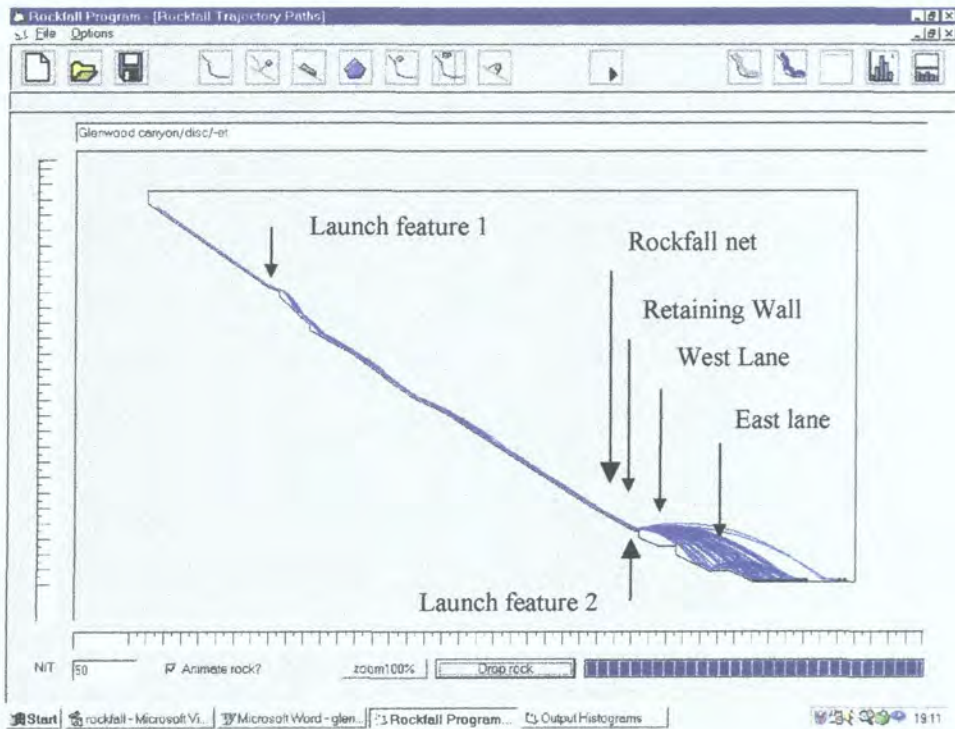 Rockfall Program - [Rockfall Trajectory Paths]
File Options
Glenwood canyon/disc/-et
Launch feature 1
Rockfall net
Retaining Wall
West Lane
East lane
Launch feature 2
NIT 50 Animate rock? zoom100% Drop rock
Start rockfall - Microsoft Vi... Microsoft Word - glen... Rockfall Program... Output Histograms 19:11